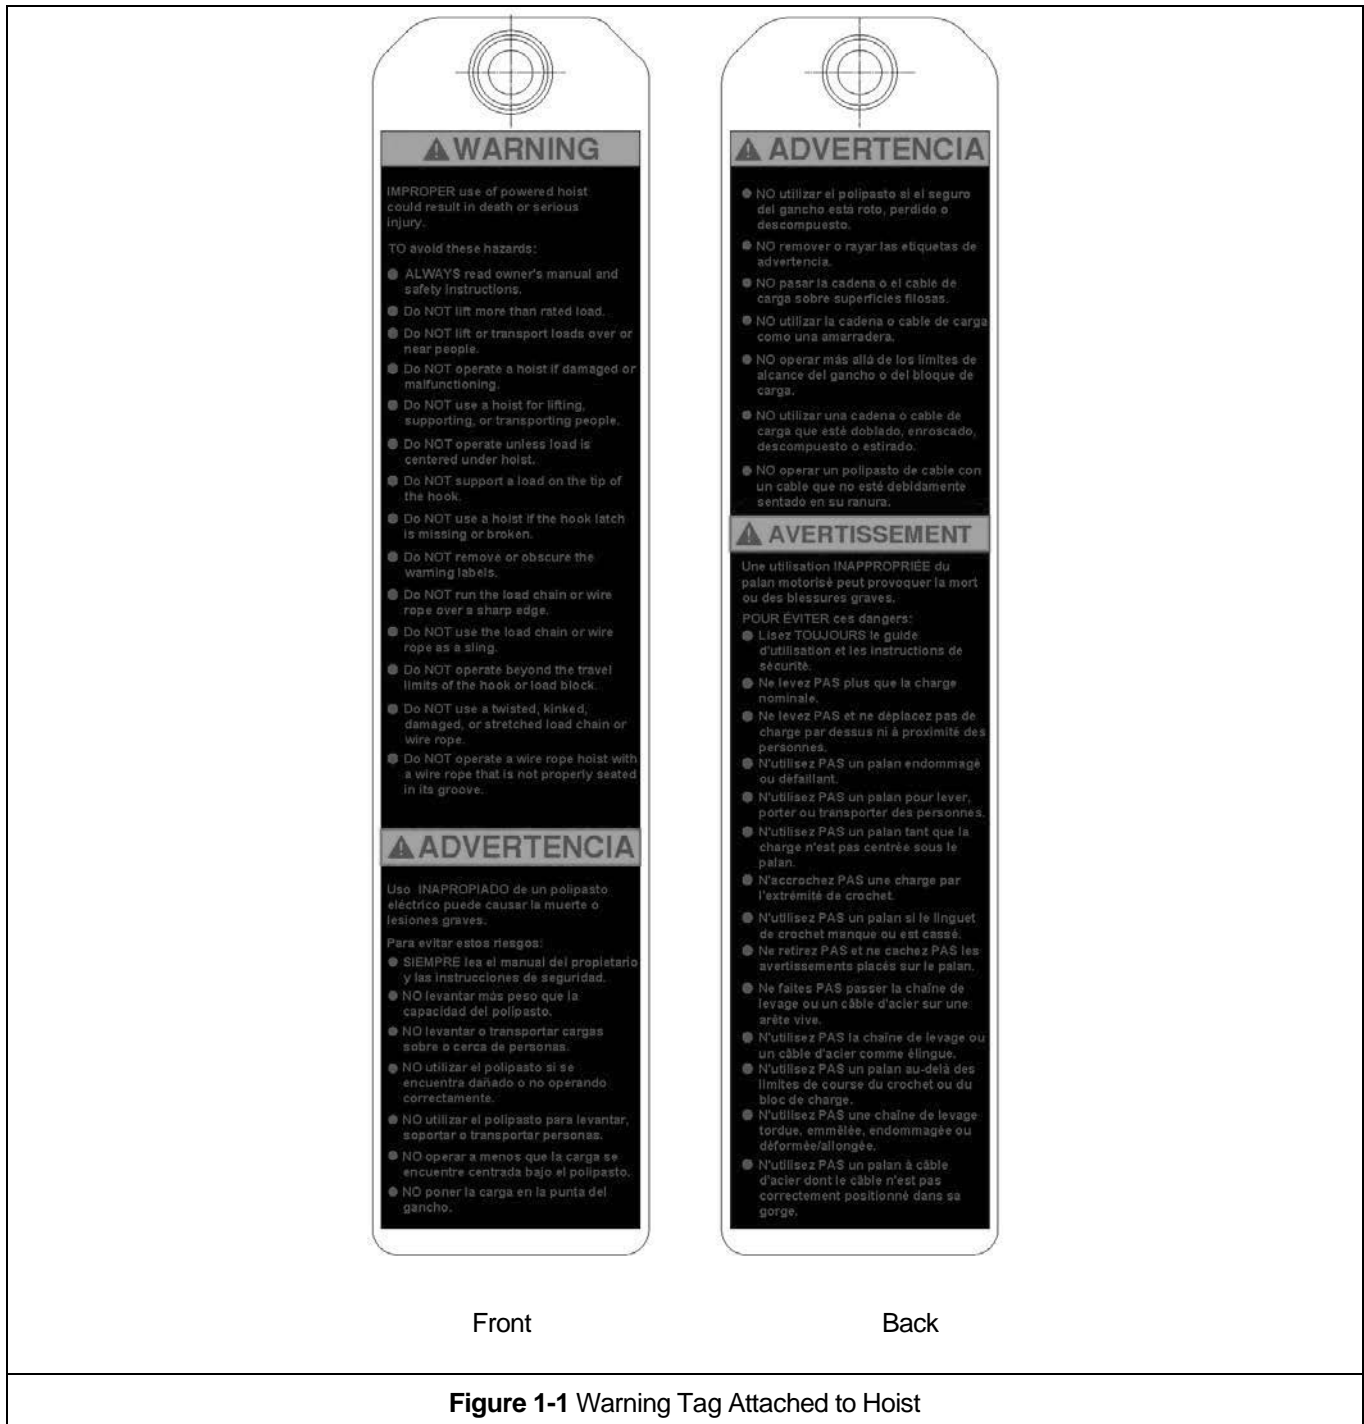 WARNING
IMPROPER use of powered hoist
could result in death or serious
injury.
TO avoid these hazards:
ALWAYS read owner's manual and
safety instructions.
Do NOT lift more than rated load.
Do NOT lift or transport loads over or
near people.
Do NOT operate a hoist if damaged or
malfunctioning.
Do NOT use a hoist for lifting,
supporting, or transporting people.
Do NOT operate unless load is
centered under hoist.
Do NOT support a load on the tip of
the hook.
Do NOT use a hoist if the hook latch
is missing or broken.
Do NOT remove or obscure the
warning labels.
Do NOT run the load chain or wire
rope over a sharp edge.
Do NOT use the load chain or wire
rope as a sling.
Do NOT operate beyond the travel
limits of the hook or load block.
Do NOT use a twisted, kinked,
damaged, or stretched load chain or
wire rope.
Do NOT operate a wire rope hoist with
a wire rope that is not properly seated
in its groove.
ADVERTENCIA
Uso INAPROPIADO de un polipasto
eléctrico puede causar la muerte o
lesiones graves.
Para evitar estos riesgos:
SIEMPRE lea el manual del propietario
y las instrucciones de seguridad.
NO levantar más peso que la
capacidad del polipasto.
NO levantar o transportar cargas
sobre o cerca de personas.
NO utilizar el polipasto si se
encuentra dañado o no operando
correctamente.
NO utilizar el polipasto para levantar,
soportar o transportar personas.
NO operar a menos que la carga se
encuentre centrada bajo el polipasto.
NO poner la carga en la punta del
gancho.
Front
ADVERTENCIA
NO utilizar el polipasto si el seguro
del gancho está roto, perdido o
descompuesto.
NO remover o rayar las etiquetas de
advertencia.
NO pasar la cadena o el cable de
carga sobre superficies filosas.
NO utilizar la cadena o cable de carga
como una amarradera.
NO operar más allá de los límites de
alcance del gancho o del bloque de
carga.
NO utilizar una cadena o cable de
carga que esté doblado, enroscado,
descompuesto o estirado.
NO operar un polipasto de cable con
un cable que no esté debidamente
sentado en su ranura.
AVERTISSEMENT
Une utilisation INAPPROPRIÉE du
palan motorisé peut provoquer la mort
ou des blessures graves.
POUR ÉVITER ces dangers:
Lisez TOUJOURS le guide
d'utilisation et les instructions de
sécurité.
Ne levez PAS plus que la charge
nominale.
Ne levez PAS et ne déplacez pas de
charge par dessus ni à proximité des
personnes.
N'utilisez PAS un palan endommagé
ou défaillant.
N'utilisez PAS un palan pour lever,
porter ou transporter des personnes.
N'utilisez PAS un palan tant que la
charge n'est pas centrée sous le
palan.
N'accrochez PAS une charge par
l'extrémité de crochet.
N'utilisez PAS un palan si le linguet
de crochet manque ou est cassé.
Ne retirez PAS et ne cachez PAS les
avertissements placés sur le palan.
Ne faites PAS passer la chaîne de
levage ou un câble d'acier sur une
arête vive.
N'utilisez PAS la chaîne de levage ou
un câble d'acier comme élingue.
N'utilisez PAS un palan au-delà des
limites de course du crochet ou du
bloc de charge.
N'utilisez PAS une chaîne de levage
tordue, emmêlée, endommagée ou
déformée/allongée.
N'utilisez PAS un palan à câble
d'acier dont le câble n'est pas
correctement positionné dans sa
gorge.
Back
Figure 1-1 Warning Tag Attached to Hoist